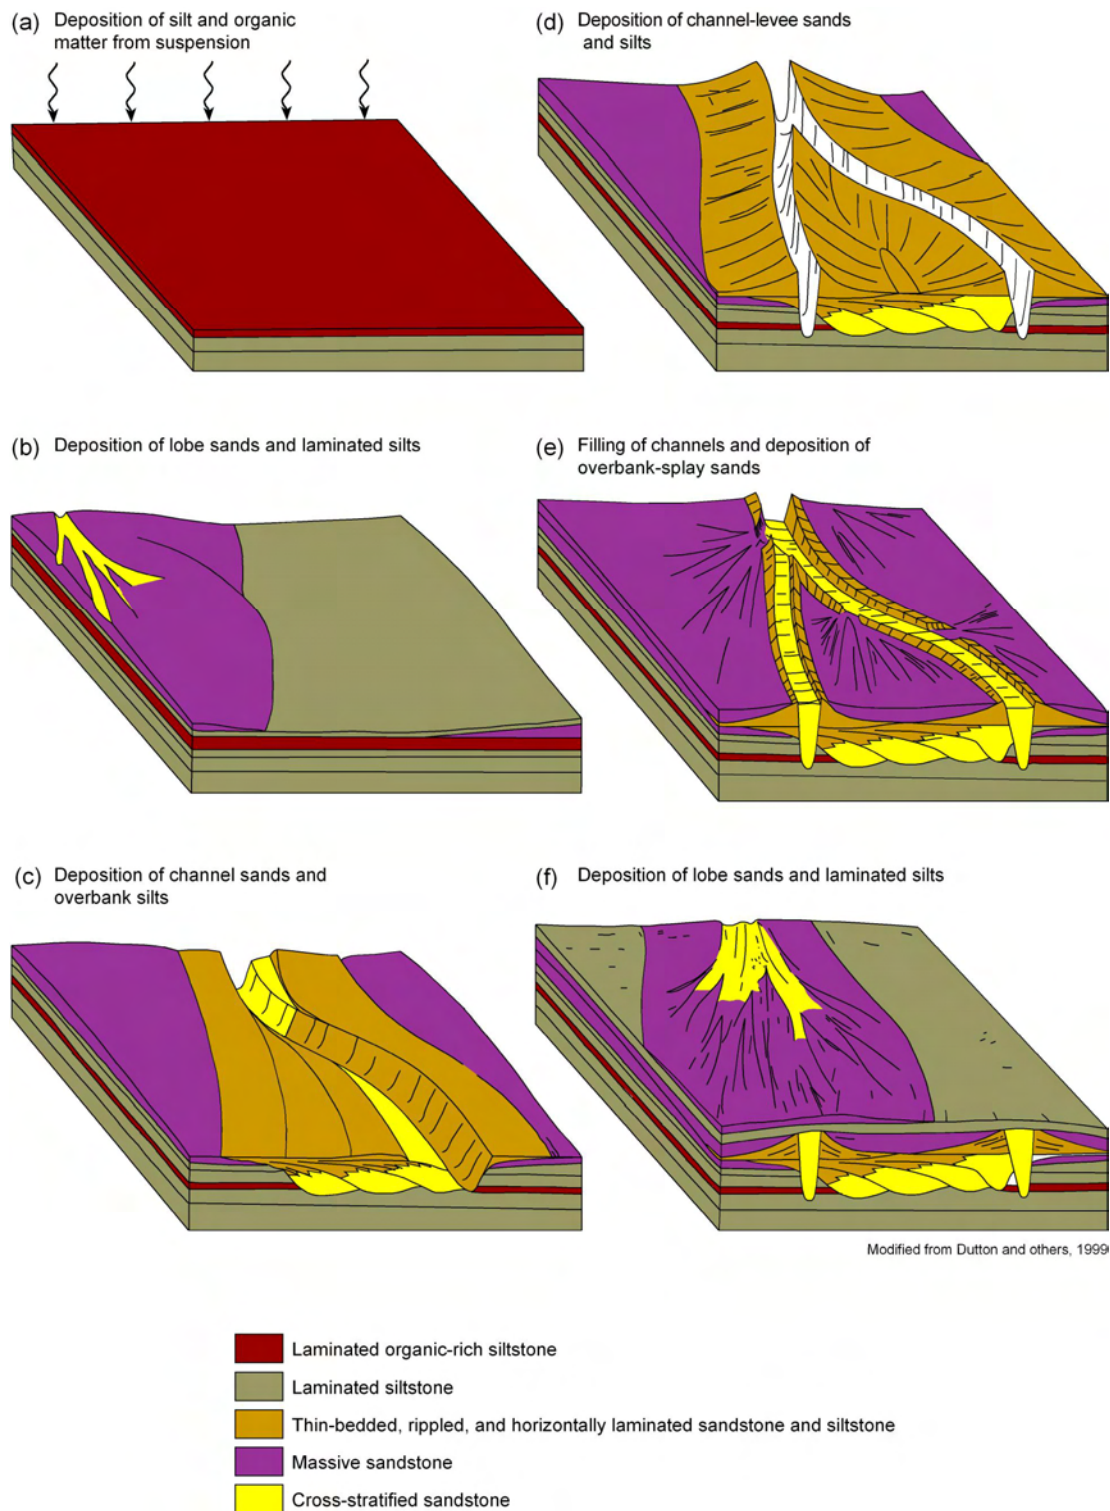 (a) Deposition of silt and organic
matter from suspension
(b) Deposition of lobe sands and laminated silts
(c) Deposition of channel sands and
overbank silts
(d) Deposition of channel-levee sands
and silts
(e) Filling of channels and deposition of
overbank-splay sands
(f) Deposition of lobe sands and laminated silts
Modified from Dutton and others, 1999
Laminated organic-rich siltstone
Laminated siltstone
Thin-bedded, rippled, and horizontally laminated sandstone and siltstone
Massive sandstone
Cross-stratified sandstone